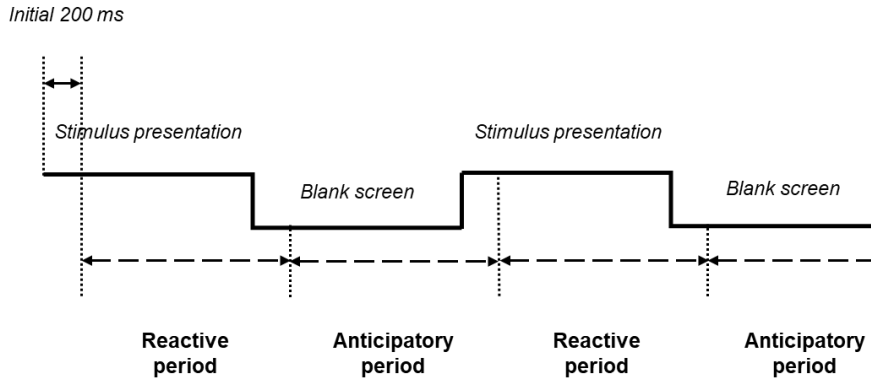 Initial 200 ms
Stimulus presentation
Stimulus presentation
Blank screen
Blank screen
Reactive period
Anticipatory period
Reactive period
Anticipatory period